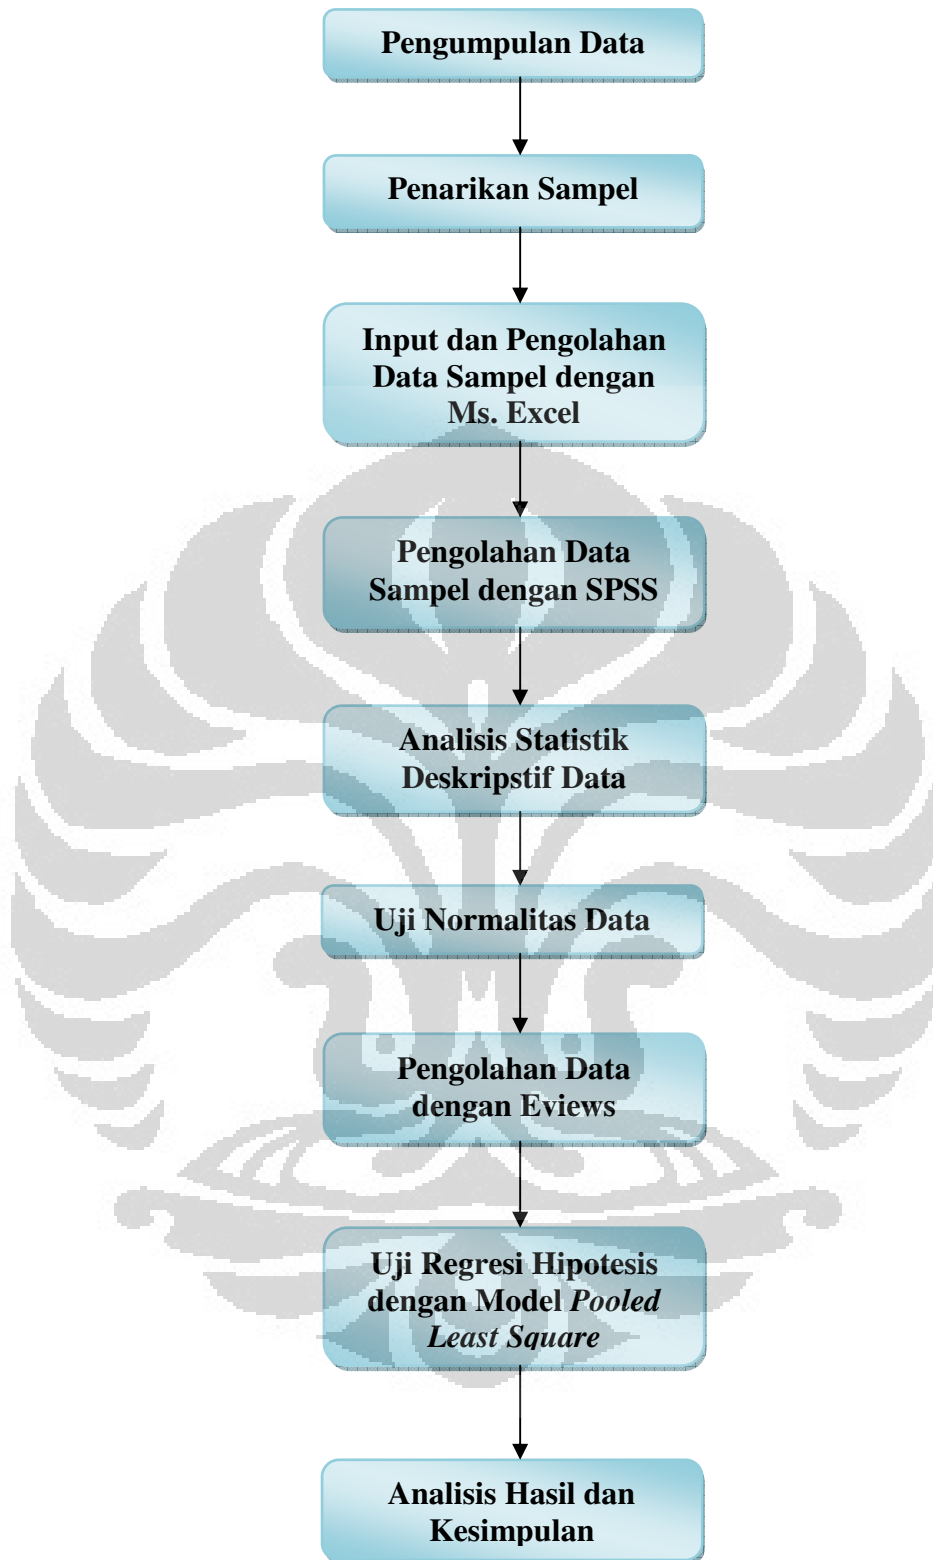 Pengumpulan Data
Penarikan Sampel
Input dan Pengolahan
Data Sampel dengan
Ms. Excel
Pengolahan Data
Sampel dengan SPSS
Analisis Statistik
Deskripstif Data
Uji Normalitas Data
Pengolahan Data
dengan Eviews
Uji Regresi Hipotesis
dengan Model Pooled
Least Square
Analisis Hasil dan
Kesimpulan